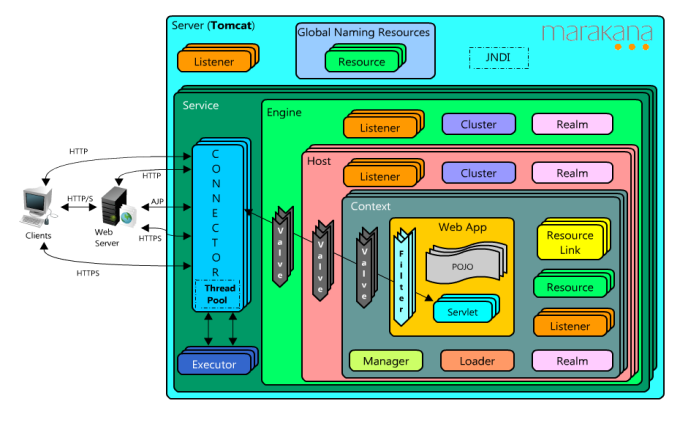 Server (Tomcat)
Global Naming Resources
marakana
Listener
Resource
JNDI
Service
Engine
Listener
Cluster
Realm
CONNECTOR
Thread
Pool
Host
Listener
Cluster
Realm
HTTP
HTTP
HTTP/S
AJP
HTTPS
HTTPS
Clients
Web
Server
Context
Valve
Valve
Valve
Filter
Web App
POJO
Servlet
Resource
Link
Resource
Listener
Executor
Manager
Loader
Realm